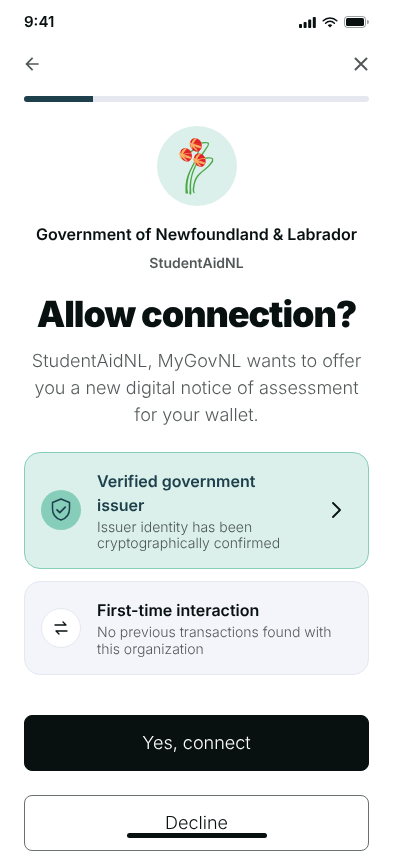 9:41
Government of Newfoundland & Labrador
StudentAidNL
Allow connection?
StudentAidNL, MyGovNL wants to offer
you a new digital notice of assessment
for your wallet.
Verified government
issuer
Issuer identity has been
cryptographically confirmed
First-time interaction
No previous transactions found with
this organization
Yes, connect
Decline